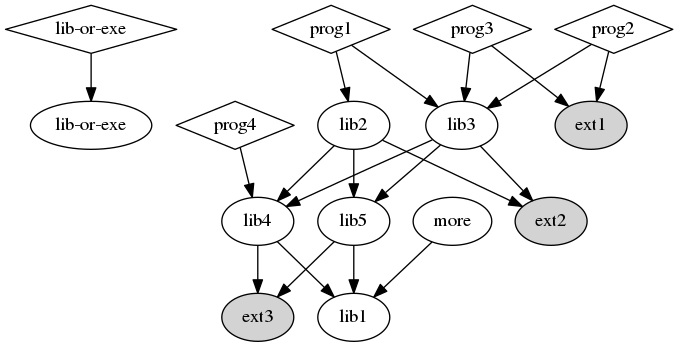 lib-or-exe
prog1
prog3
prog2
lib-or-exe
prog4
lib2
lib3
ext1
lib4
lib5
more
ext2
ext3
lib1